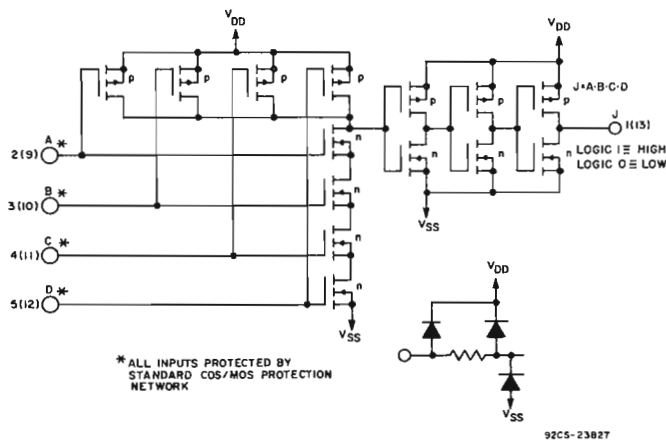 VDD
VDD
p
p
p
p
p
p
p
J=A·B·C·D
J
1(13)
A *
2(9)
n
n
n
n
LOGIC 1≡HIGH
LOGIC 0≡LOW
B *
3(10)
n
VSS
C *
4(11)
n
VDD
D *
5(12)
n
VSS
* ALL INPUTS PROTECTED BY
STANDARD COS/MOS PROTECTION
NETWORK
VSS
92CS-23827